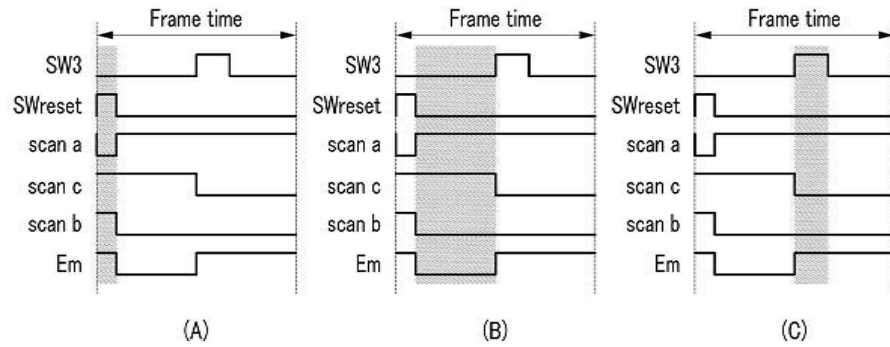 Frame time
SW3
SWreset
scan a
scan c
scan b
Em
(A)
Frame time
SW3
SWreset
scan a
scan c
scan b
Em
(B)
Frame time
SW3
SWreset
scan a
scan c
scan b
Em
(C)